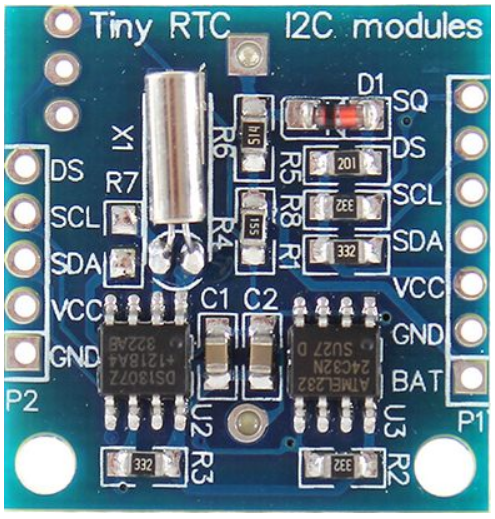 Tiny RTC I2C modules
D1
SQ
DS
SCL
SDA
VCC
GND
BAT
P1
DS
SCL
SDA
VCC
GND
P2
X1
R7
R6
514
R4
155
R5
201
R8
332
R1
332
C1 C2
DS1307Z
+1218A4
322AB
U2
ATMEL232
24C32N
SU27 D
U3
332
R3
332
R2